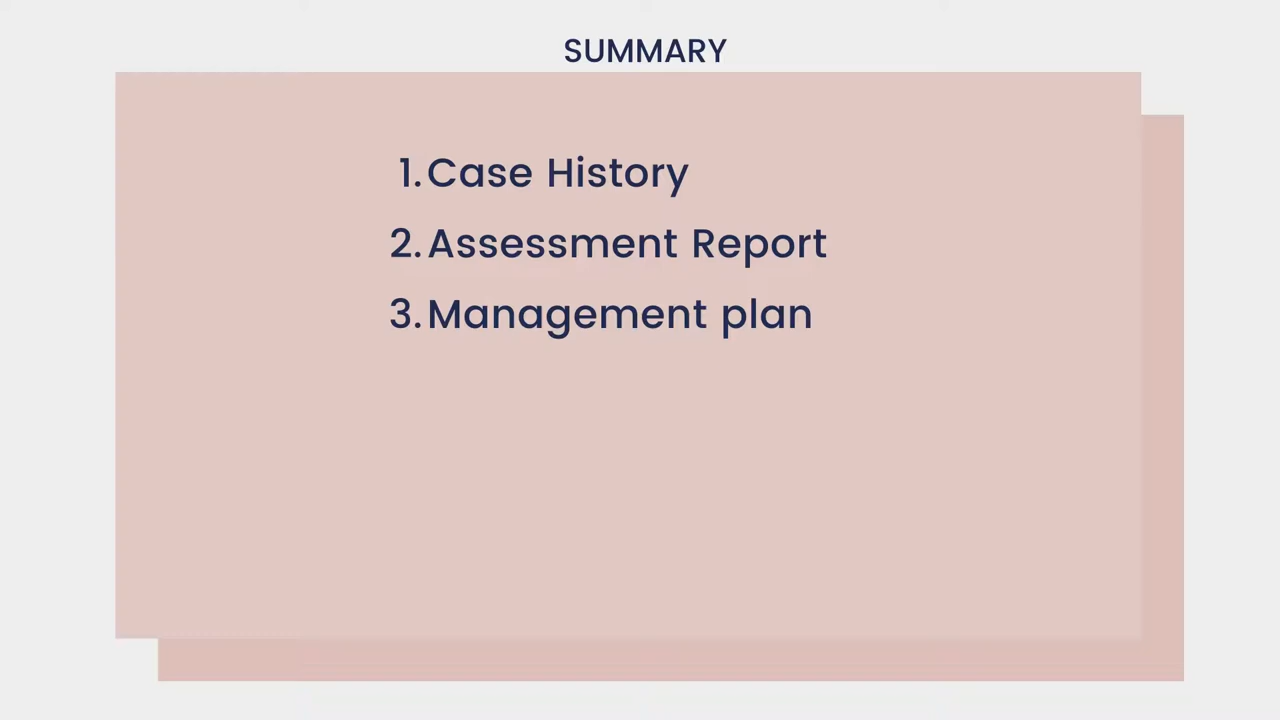 SUMMARY
1. Case History
2. Assessment Report
3. Management plan